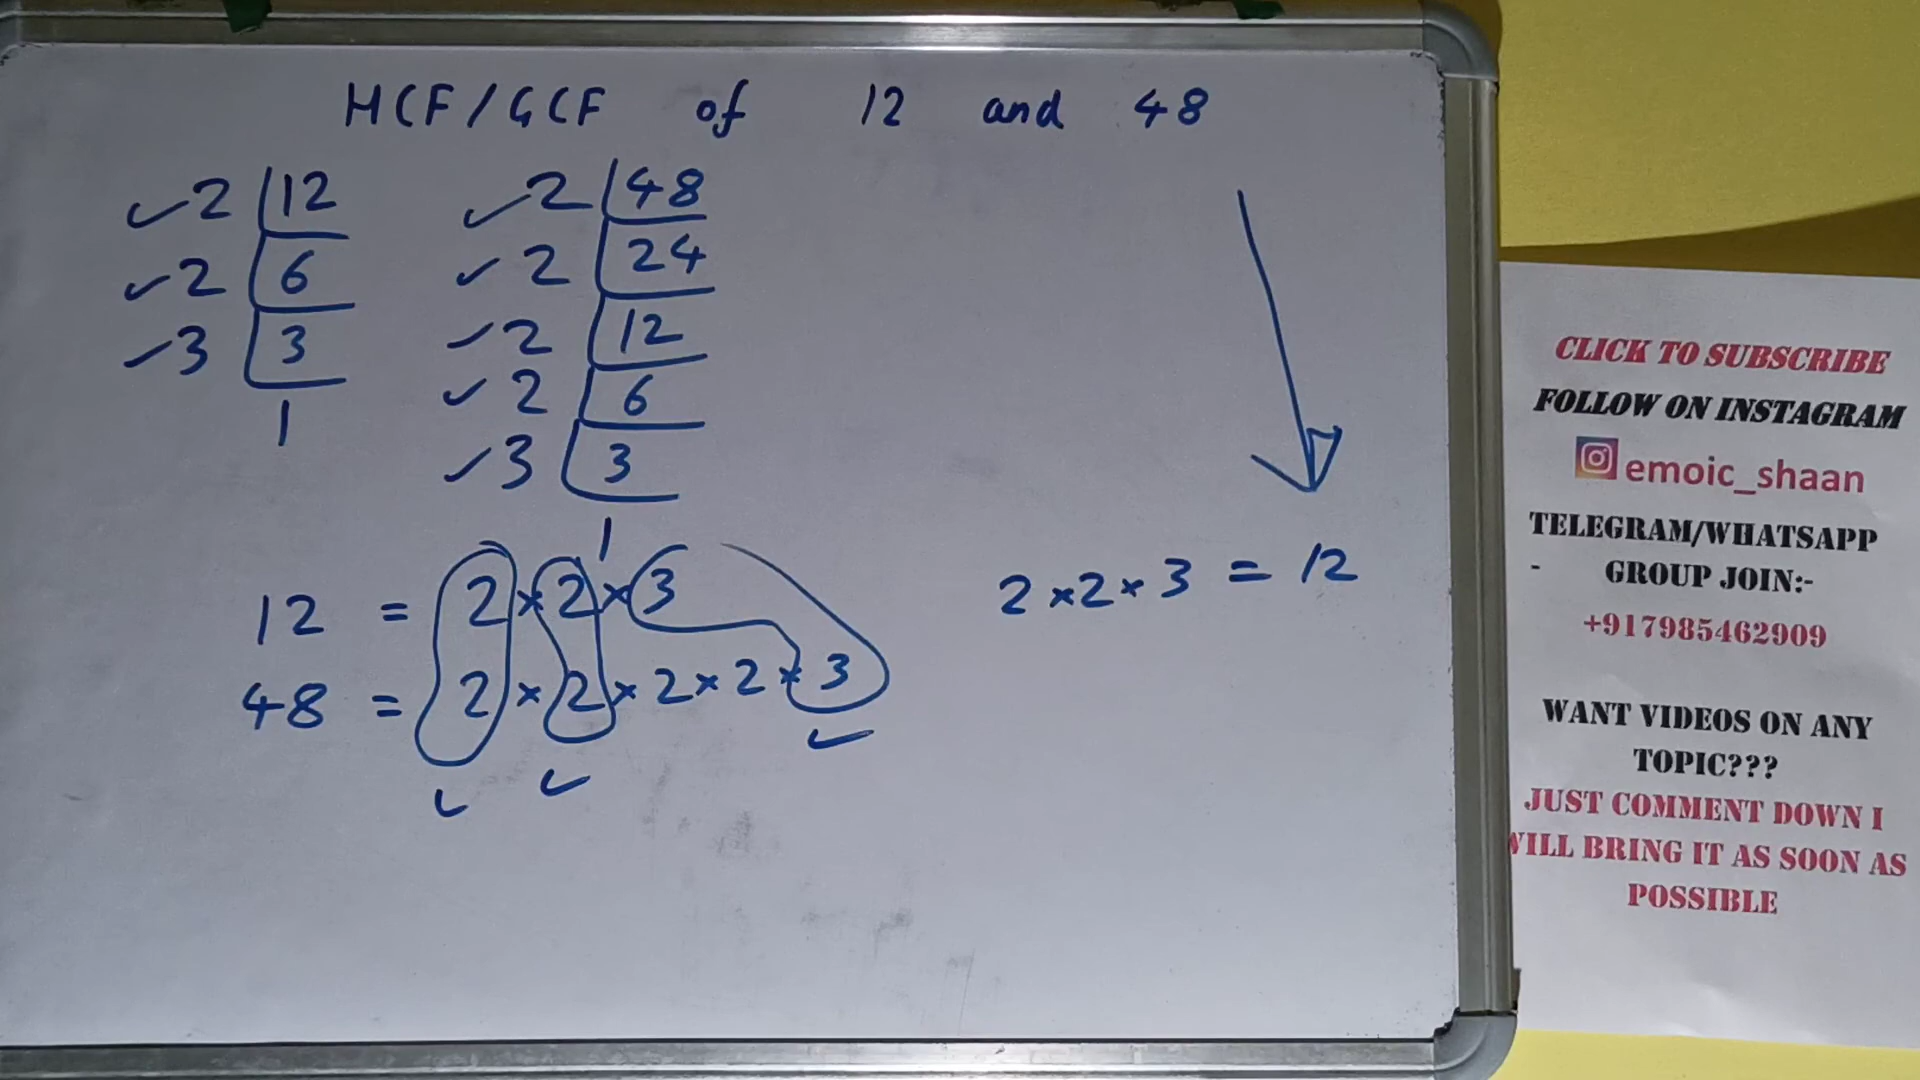 HCF/GCF of 12 and 48
2 12
2 6
3 3
1
2 48
2 24
2 12
2 6
3 3
1
12 = 2 × 2 × 3
48 = 2 × 2 × 2 × 2 × 3
2 × 2 × 3 = 12
CLICK TO SUBSCRIBE
FOLLOW ON INSTAGRAM
emoic_shaan
TELEGRAM/WHATSAPP
- GROUP JOIN:-
+917985462909
WANT VIDEOS ON ANY
TOPIC???
JUST COMMENT DOWN I
WILL BRING IT AS SOON AS
POSSIBLE